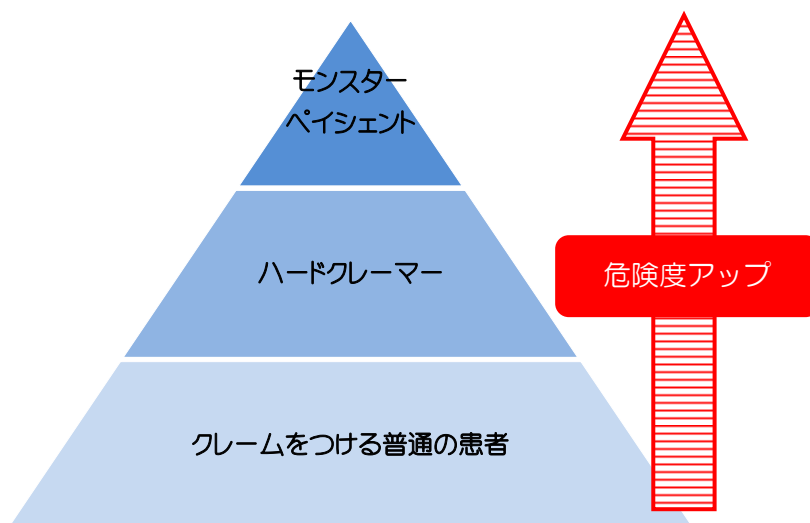 モンスター
ペイシェント
ハードクレーマー
危険度アップ
クレームをつける普通の患者